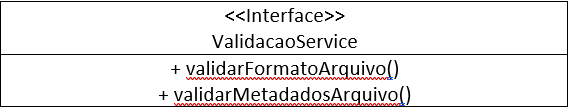 <<Interface>>
ValidacaoService
+ validarFormatoArquivo()
+ validarMetadadosArquivo()